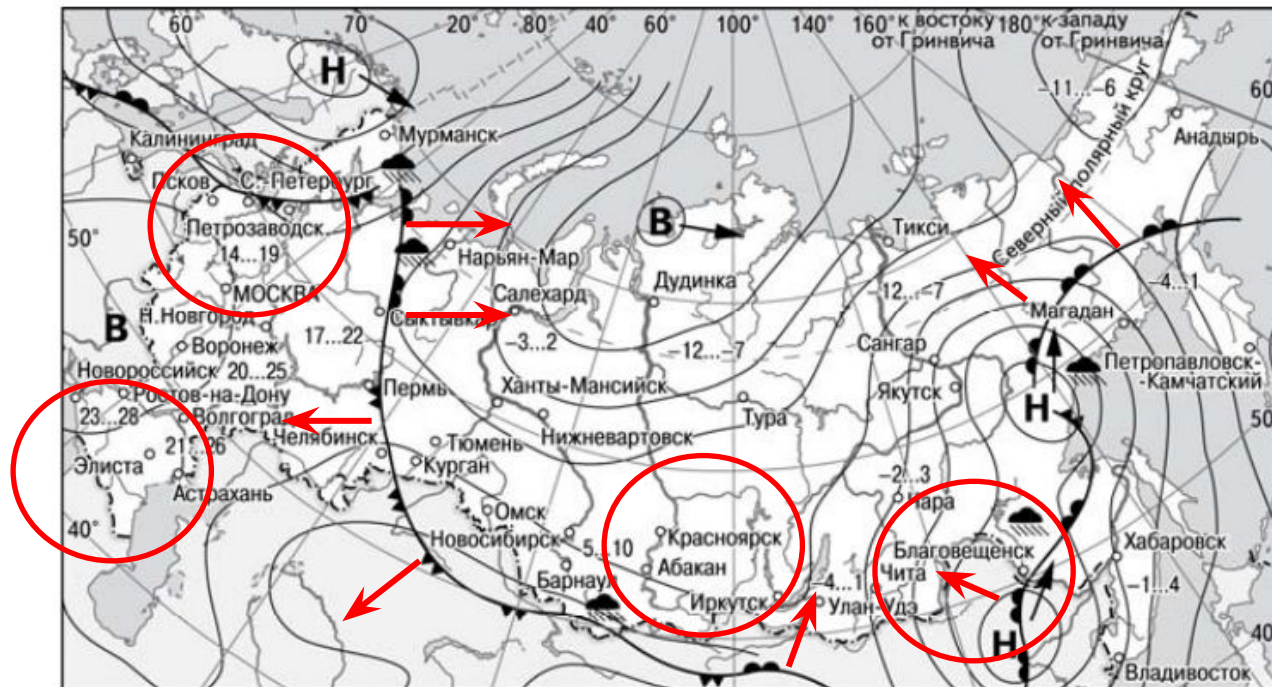 60° 70° 20° 40° 60° 100° 140° 160° к востоку 180° к западу
от Гринвича от Гринвича
Н
–11...–6
60°
Северный полярный круг
Мурманск
Анадырь
Калининград
Псков С.-Петербург
В
Тикси
Петрозаводск
50°
14...19
Нарьян-Мар
Дудинка
–12...–7
–4...1
МОСКВА
Салехард
Магадан
В
Н.Новгород
Сыктывка
17...22
–3...2
–12...–7
Сангар
Воронеж
Петропавловск-
-Камчатский
Новороссийск 20...25
Пермь
Ханты-Мансийск
Якутск
Ростов-на-Дону
Тура
Н
50
23...28
Волгоград
21...26
Челябинск
Тюмень
Нижневартовск
Элиста
Курган
–2...3
Астрахань
Чара
40°
Омск
Новосибирск
Красноярск
Благовещенск
Хабаровск
5...10
Абакан
Чита
Барнаул
–4...1
–1...4
Иркутск
Улан-Удэ
Н
40
Владивосток